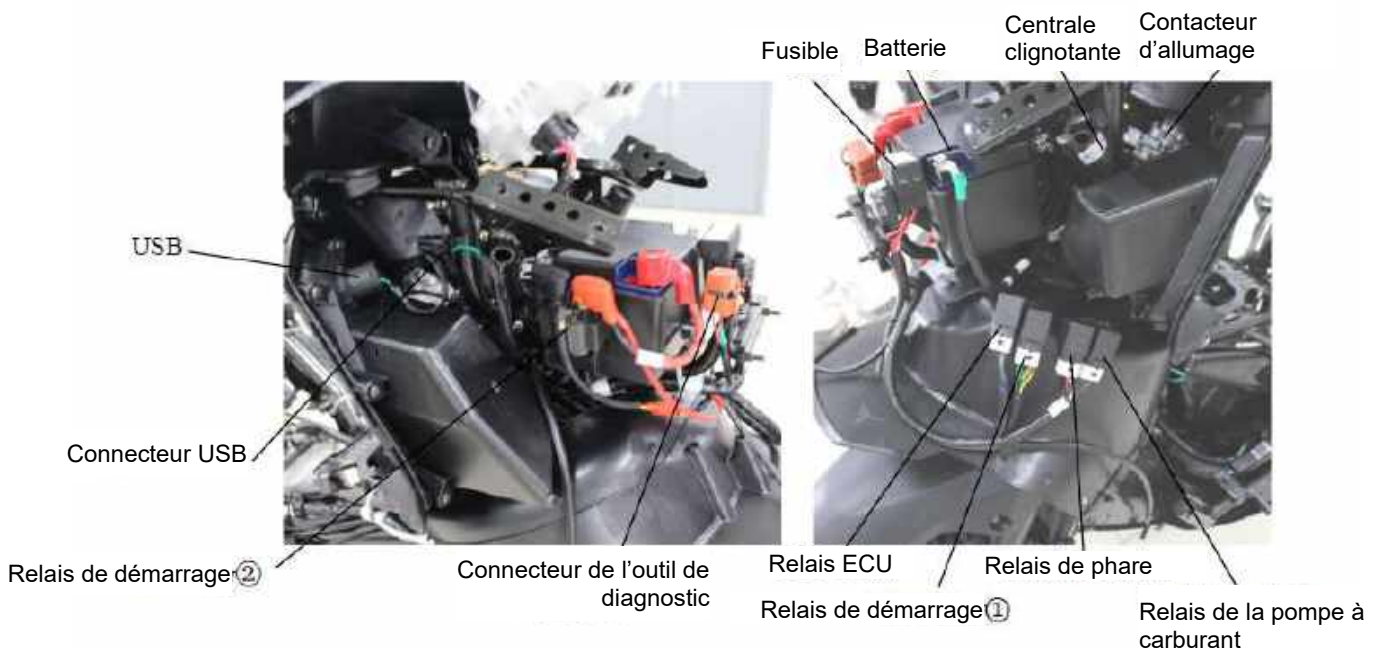 Centrale
clignotante
Contacteur
d'allumage
Fusible
Batterie
USB
Connecteur USB
Relais de démarrage②
Connecteur de l'outil de
diagnostic
Relais ECU
Relais de démarrage①
Relais de phare
Relais de la pompe à
carburant